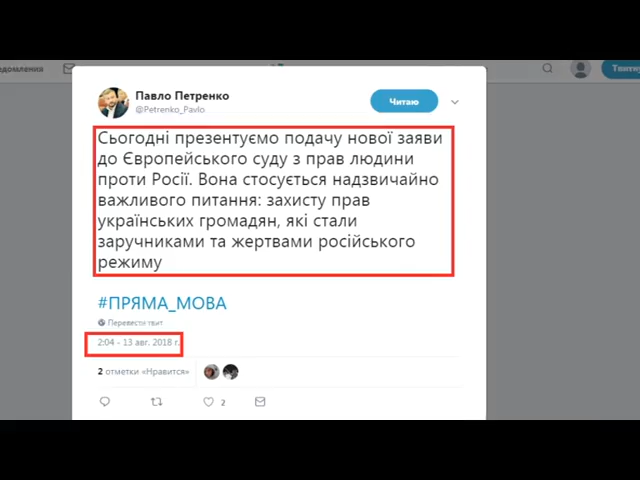 Павло Петренко
@Petrenko_Pavlo
Читаю
Сьогодні презентуємо подачу нової заяви
до Європейського суду з прав людини
проти Росії. Вона стосується надзвичайно
важливого питання: захисту прав
українських громадян, які стали
заручниками та жертвами російського
режиму
#ПРЯМА_МОВА
Перевести твит
2:04 - 13 авг. 2018 г.
2 отметки «Нравится»
2